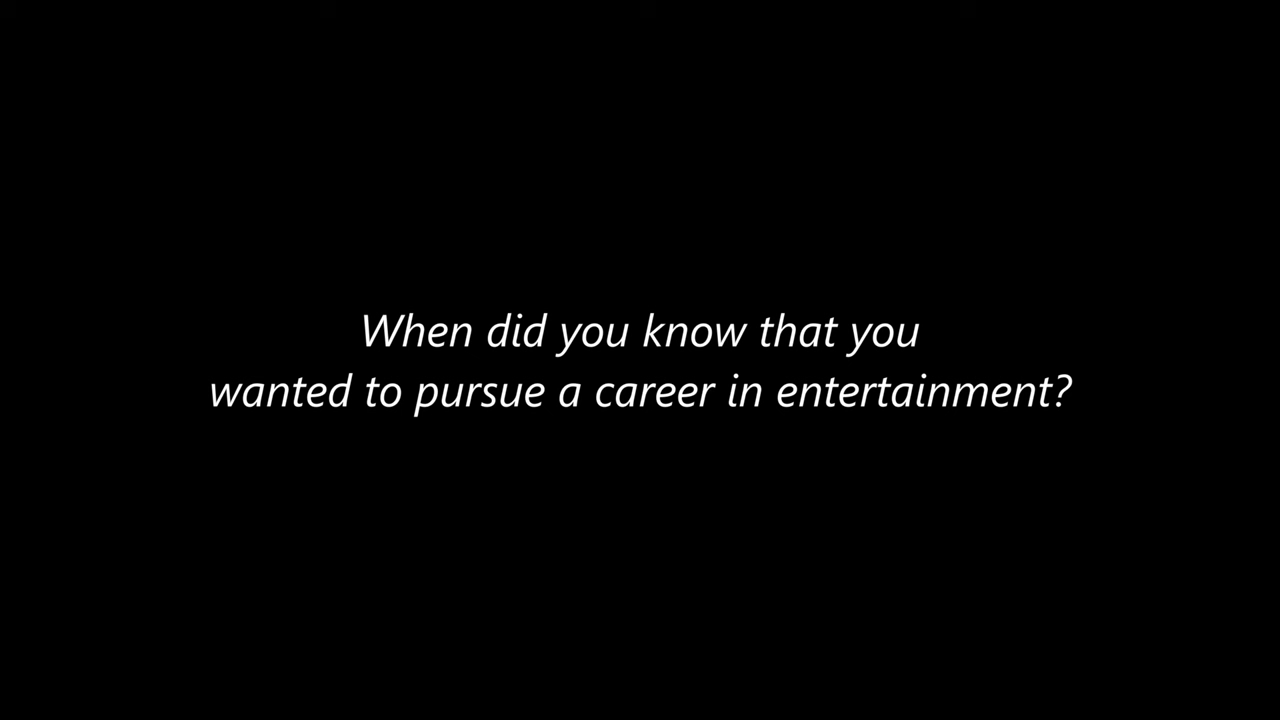 When did you know that you
wanted to pursue a career in entertainment?